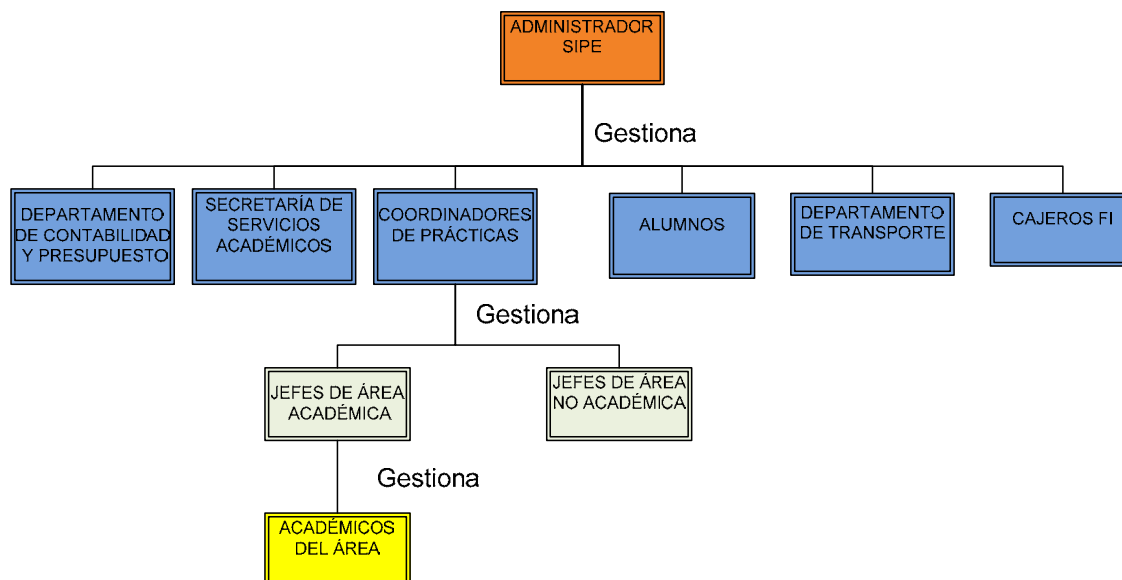 ADMINISTRADOR
SIPE
Gestiona
DEPARTAMENTO
DE CONTABILIDAD
Y PRESUPUESTO
SECRETARÍA DE
SERVICIOS
ACADÉMICOS
COORDINADORES
DE PRÁCTICAS
ALUMNOS
DEPARTAMENTO
DE TRANSPORTE
CAJEROS FI
Gestiona
JEFES DE ÁREA
ACADÉMICA
JEFES DE ÁREA
NO ACADÉMICA
Gestiona
ACADÉMICOS
DEL ÁREA